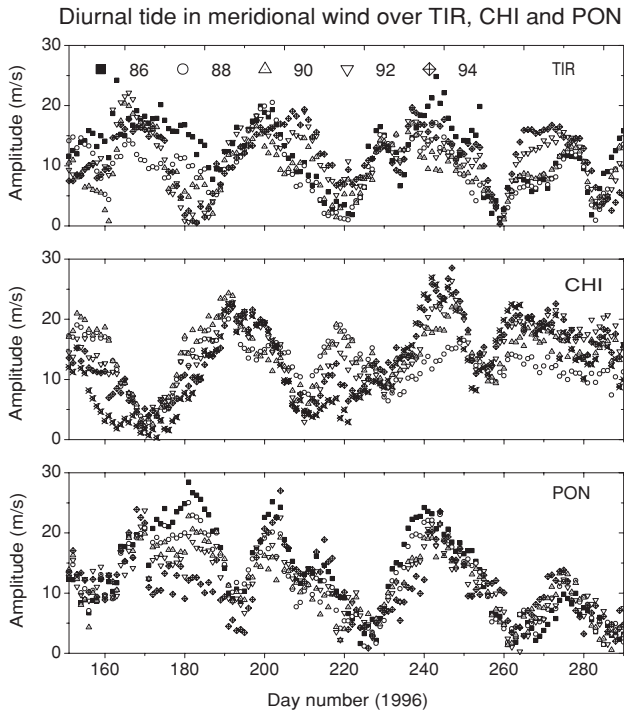 Diurnal tide in meridional wind over TIR, CHI and PON
30
20
10
0
Amplitude (m/s)
86 88 90 92 94 TIR
30
20
10
0
Amplitude (m/s)
CHI
30
20
10
0
Amplitude (m/s)
PON
160 180 200 220 240 260 280
Day number (1996)